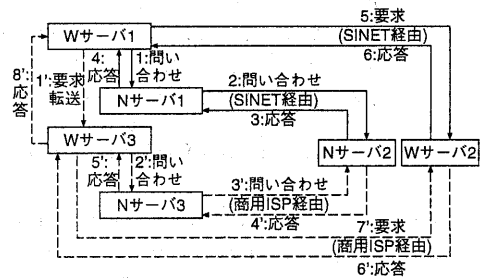 5:要求
Wサーバ1
(SINET経由)
6:応答
8':
応
答
1':要求
転送
4:
応答
1:問い
合わせ
2:問い合わせ
Nサーバ1
(SINET経由)
3:応答
Wサーバ3
Nサーバ2
Wサーバ2
5':
応答
2':問い
合わせ
3':問い合わせ
Nサーバ3
(商用ISP経由)
4':応答
7':要求
(商用ISP経由)
6':応答